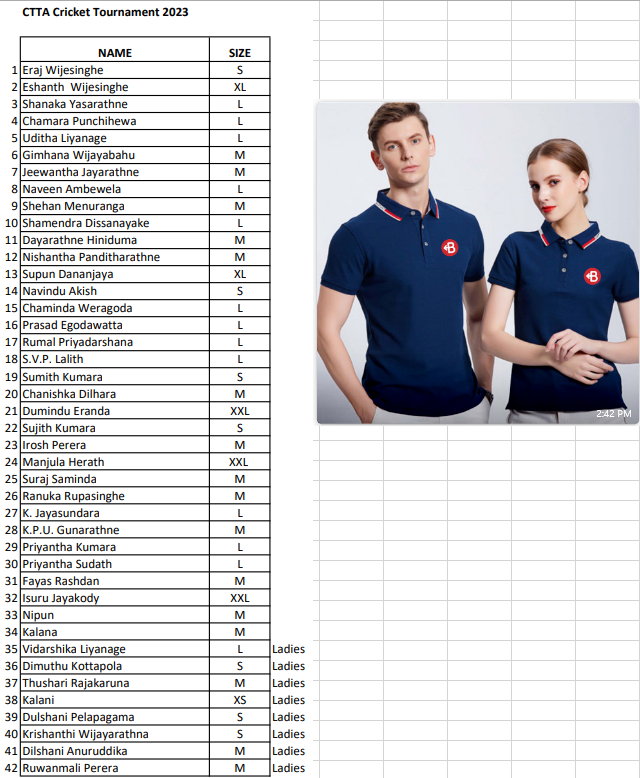 CTTA Cricket Tournament 2023
NAME SIZE
1 Eraj Wijesinghe S
2 Eshanth Wijesinghe XL
3 Shanaka Yasarathne L
4 Chamara Punchihewa L
5 Uditha Liyanage L
6 Gimhana Wijayabahu M
7 Jeewantha Jayarathne M
8 Naveen Ambewela L
9 Shehan Menuranga M
10 Shamendra Dissanayake L
11 Dayarathne Hiniduma M
12 Nishantha Panditharathne M
13 Supun Dananjaya XL
14 Navindu Akish S
15 Chaminda Weragoda L
16 Prasad Egodawatta L
17 Rumal Priyadarshana L
18 S.V.P. Lalith L
19 Sumith Kumara S
20 Chanishka Dilhara M
21 Dumindu Eranda XXL
22 Sujith Kumara S
23 Irosh Perera M
24 Manjula Herath XXL
25 Suraj Saminda M
26 Ranuka Rupasinghe M
27 K. Jayasundara L
28 K.P.U. Gunarathne M
29 Priyantha Kumara L
30 Priyantha Sudath L
31 Fayas Rashdan M
32 Isuru Jayakody XXL
33 Nipun M
34 Kalana M
35 Vidarshika Liyanage L Ladies
36 Dimuthu Kottapola S Ladies
37 Thushari Rajakaruna M Ladies
38 Kalani XS Ladies
39 Dulshani Pelapagama S Ladies
40 Krishanthi Wijayarathna S Ladies
41 Dilshani Anuruddika M Ladies
42 Ruwanmali Perera M Ladies
B
B
2:42 PM